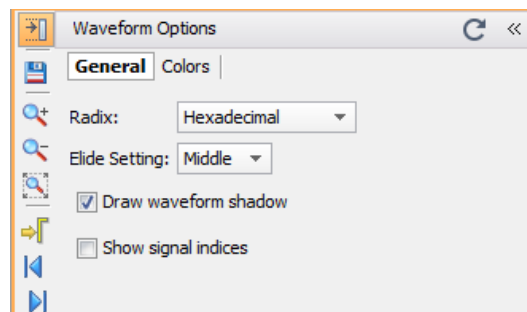 Waveform Options
General Colors
Radix: Hexadecimal
Elide Setting: Middle
Draw waveform shadow
Show signal indices